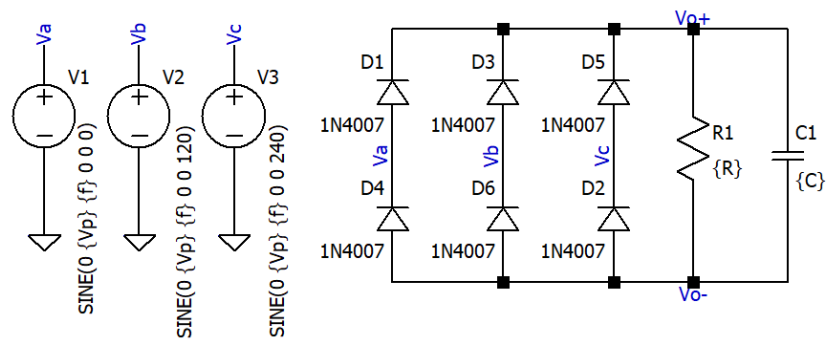 Va
Vb
Vc
V1
V2
V3
SINE(0 {Vp} {f} 0 0 0)
SINE(0 {Vp} {f} 0 0 120)
SINE(0 {Vp} {f} 0 0 240)
Vo+
D1
D3
D5
1N4007
1N4007
1N4007
Va
Vb
Vc
R1
{R}
C1
{C}
D4
D6
D2
1N4007
1N4007
1N4007
Vo-